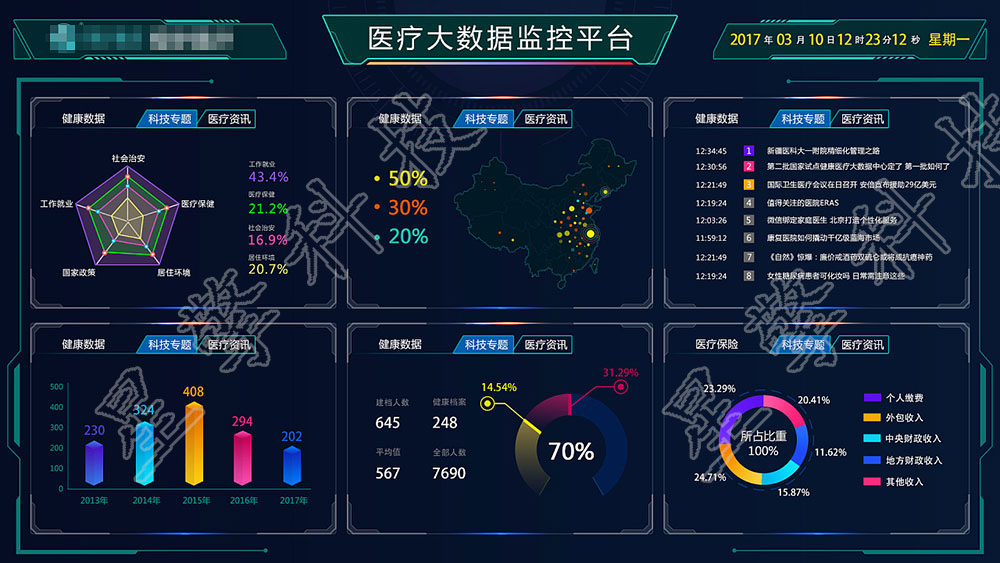 医疗大数据监控平台
2017 年 03 月 10 日 12 时 23 分 12 秒 星期一
健康数据 科技专题 医疗资讯
社会治安
工作就业
医疗保健
国家政策
居住环境
工作就业
43.4%
医疗保健
21.2%
社会治安
16.9%
居住环境
20.7%
健康数据 科技专题 医疗资讯
50%
30%
20%
健康数据 科技专题 医疗资讯
12:34:45 1 新疆医科大一附院精细化管理之路
12:30:56 2 第二批国家试点健康医疗大数据中心定了 第一批如何了
12:21:49 3 国际卫生医疗会议在日召开 安倍宣布援助29亿美元
12:19:24 4 值得关注的医院ERAS
12:03:26 5 微信绑定家庭医生 北京打造个性化服务
11:59:12 6 康复医院如何撬动千亿级蓝海市场
12:21:49 7 《自然》惊爆：廉价戒酒药双硫仑或将成抗癌神药
12:19:24 8 女性糖尿病患者可化妆吗 日常需注意这些
健康数据 科技专题 医疗资讯
500
400
300
200
100
0
230
324
408
294
202
2013年 2014年 2015年 2016年 2017年
健康数据 科技专题 医疗资讯
建档人数 健康档案
645 248
平均值 全部人数
567 7690
14.54%
31.29%
70%
医疗保险 科技专题 医疗资讯
23.29%
20.41%
11.62%
15.87%
24.71%
所占比重
100%
个人缴费
外包收入
中央财政收入
地方财政收入
其他收入